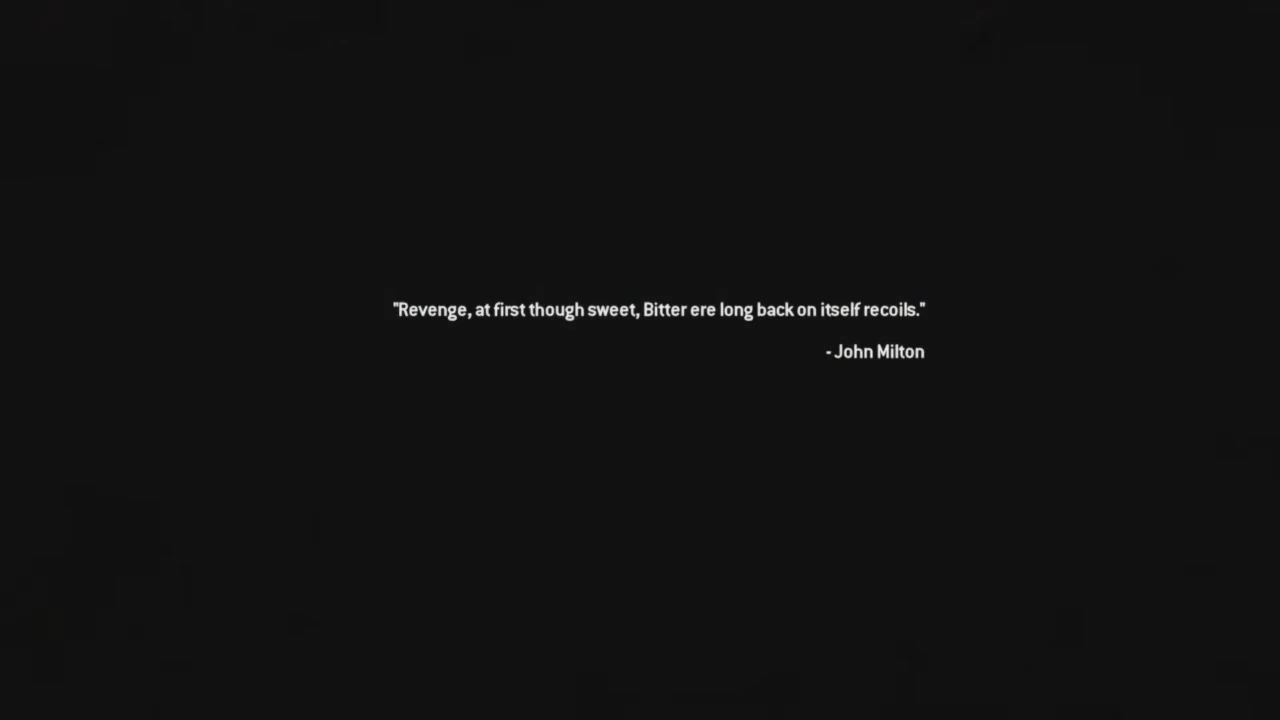 "Revenge, at first though sweet, Bitter ere long back on itself recoils."
- John Milton